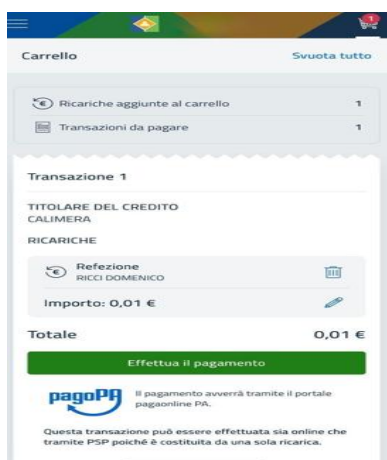 1
Carrello Svuota tutto
Ricariche aggiunte al carrello 1
Transazioni da pagare 1
Transazione 1
TITOLARE DEL CREDITO
CALIMERA
RICARICHE
Refezione
RICCI DOMENICO
Importo: 0,01 €
Totale 0,01 €
Effettua il pagamento
pagoPA
Il pagamento avverrà tramite il portale
pagaonline PA.
Questa transazione può essere effettuata sia online che
tramite PSP poiché è costituita da una sola ricarica.